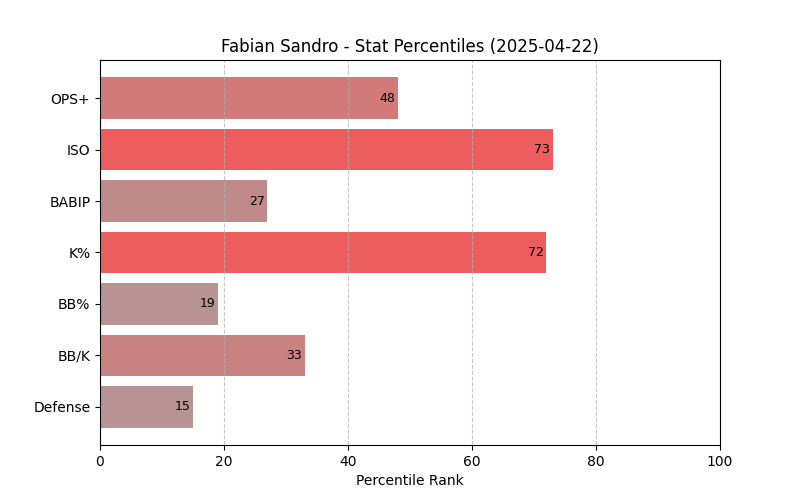 Fabian Sandro - Stat Percentiles (2025-04-22)
OPS+ 48
ISO 73
BABIP 27
K% 72
BB% 19
BB/K 33
Defense 15
0 20 40 60 80 100
Percentile Rank